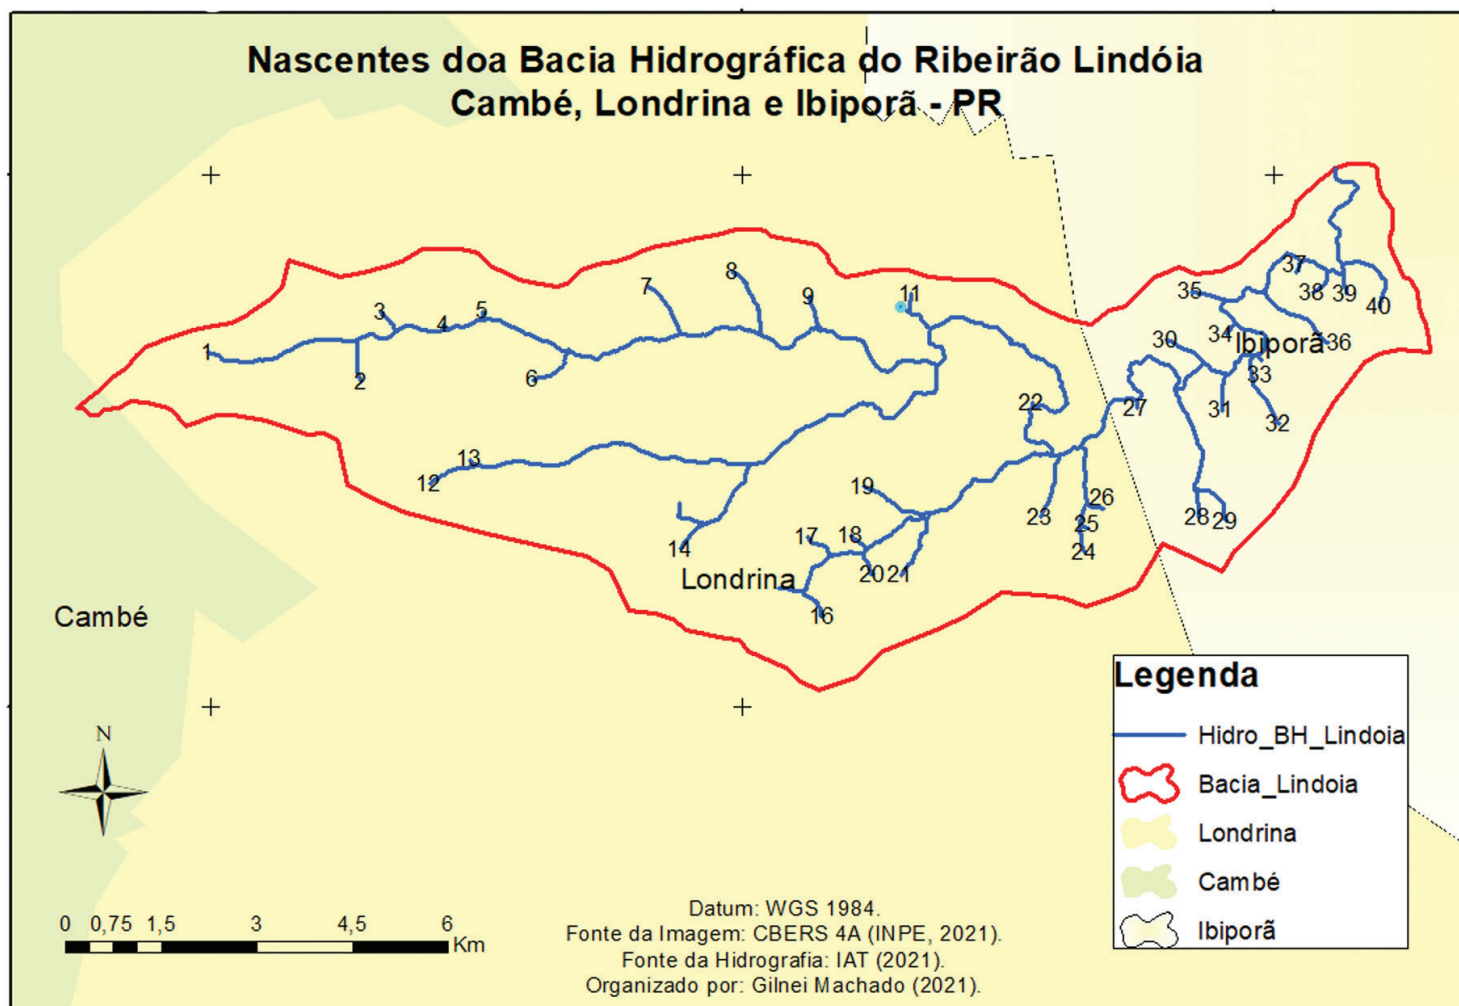 Nascentes doa Bacia Hidrográfica do Ribeirão Lindóia
Cambé, Londrina e Ibiporã - PR
1
2
3
4
5
6
7
8
9
11
12
13
14
16
17
18
19
20
21
22
23
24
25
26
27
28
29
30
31
32
33
34
35
36
37
38
39
40
Ibiporã
Londrina
Cambé
N
0 0,75 1,5 3 4,5 6
Km
Datum: WGS 1984.
Fonte da Imagem: CBERS 4A (INPE, 2021).
Fonte da Hidrografia: IAT (2021).
Organizado por: Gilnei Machado (2021).
Legenda
Hidro_BH_Lindoia
Bacia_Lindoia
Londrina
Cambé
Ibiporã